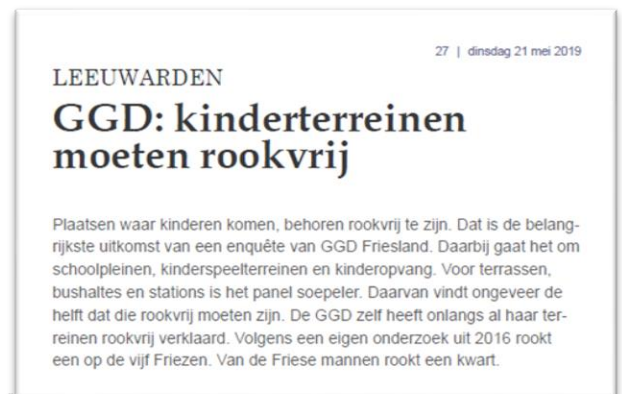 27 | dinsdag 21 mei 2019
LEEUWARDEN
GGD: kinderterreinen
moeten rookvrij
Plaatsen waar kinderen komen, behoren rookvrij te zijn. Dat is de belang-
rijkste uitkomst van een enquête van GGD Friesland. Daarbij gaat het om
schoolpleinen, kinderspeelterreinen en kinderopvang. Voor terrassen,
bushaltes en stations is het panel soepeler. Daarvan vindt ongeveer de
helft dat die rookvrij moeten zijn. De GGD zelf heeft onlangs al haar ter-
reinen rookvrij verklaard. Volgens een eigen onderzoek uit 2016 rookt
een op de vijf Friezen. Van de Friese mannen rookt een kwart.